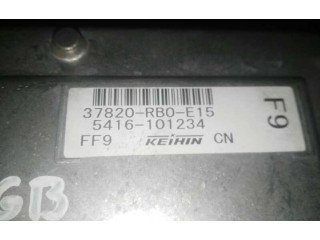 37820-RB0-E15
5416-101234
FF9 KEIHIN CN
F9
GB